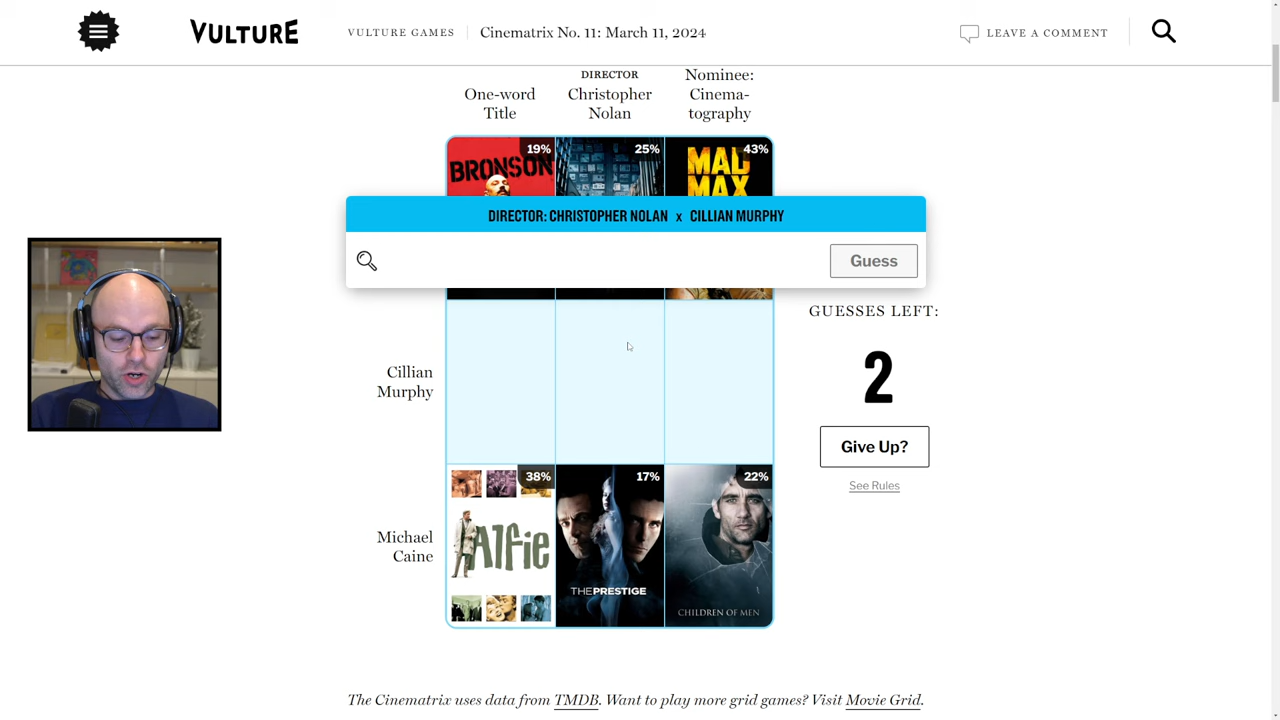 VULTURE
VULTURE GAMES
Cinematrix No. 11: March 11, 2024
LEAVE A COMMENT
One-word
Title
DIRECTOR
Christopher
Nolan
Nominee:
Cinema-
tography
19%
BRONSON
25%
43%
MAD
MAX
DIRECTOR: CHRISTOPHER NOLAN x CILLIAN MURPHY
Guess
GUESSES LEFT:
2
Give Up?
See Rules
Cillian
Murphy
Michael
Caine
38%
Alfie
17%
THE PRESTIGE
22%
CHILDREN OF MEN
The Cinematrix uses data from TMDB. Want to play more grid games? Visit Movie Grid.